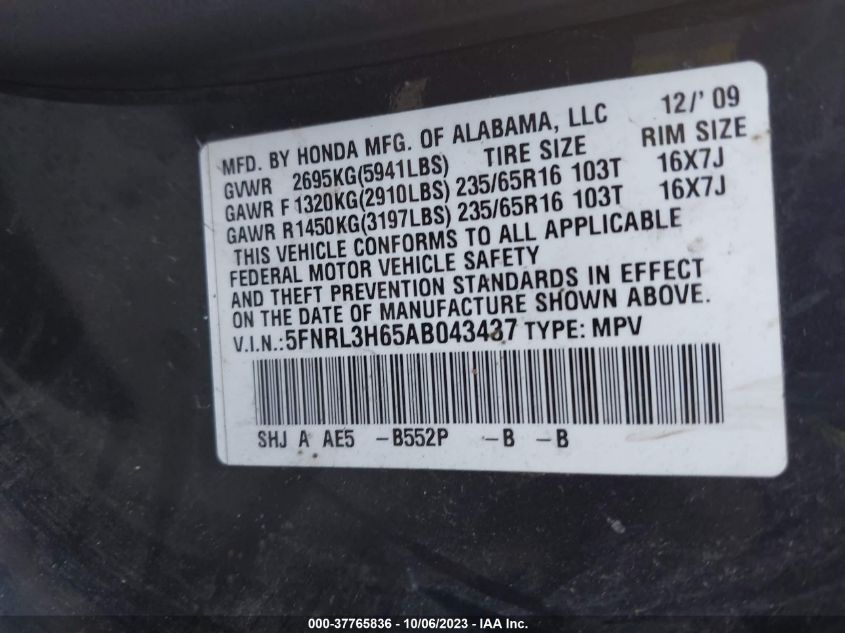 12/' 09
MFD. BY HONDA MFG. OF ALABAMA, LLC
GVWR 2695KG(5941LBS) TIRE SIZE RIM SIZE
GAWR F1320KG(2910LBS) 235/65R16 103T 16X7J
GAWR R1450KG(3197LBS) 235/65R16 103T 16X7J
THIS VEHICLE CONFORMS TO ALL APPLICABLE
FEDERAL MOTOR VEHICLE SAFETY
AND THEFT PREVENTION STANDARDS IN EFFECT
ON THE DATE OF MANUFACTURE SHOWN ABOVE.
V.I.N.:5FNRL3H65AB043437 TYPE: MPV
SHJ A AE5 -B552P -B -B
000-37765836 - 10/06/2023 - IAA Inc.